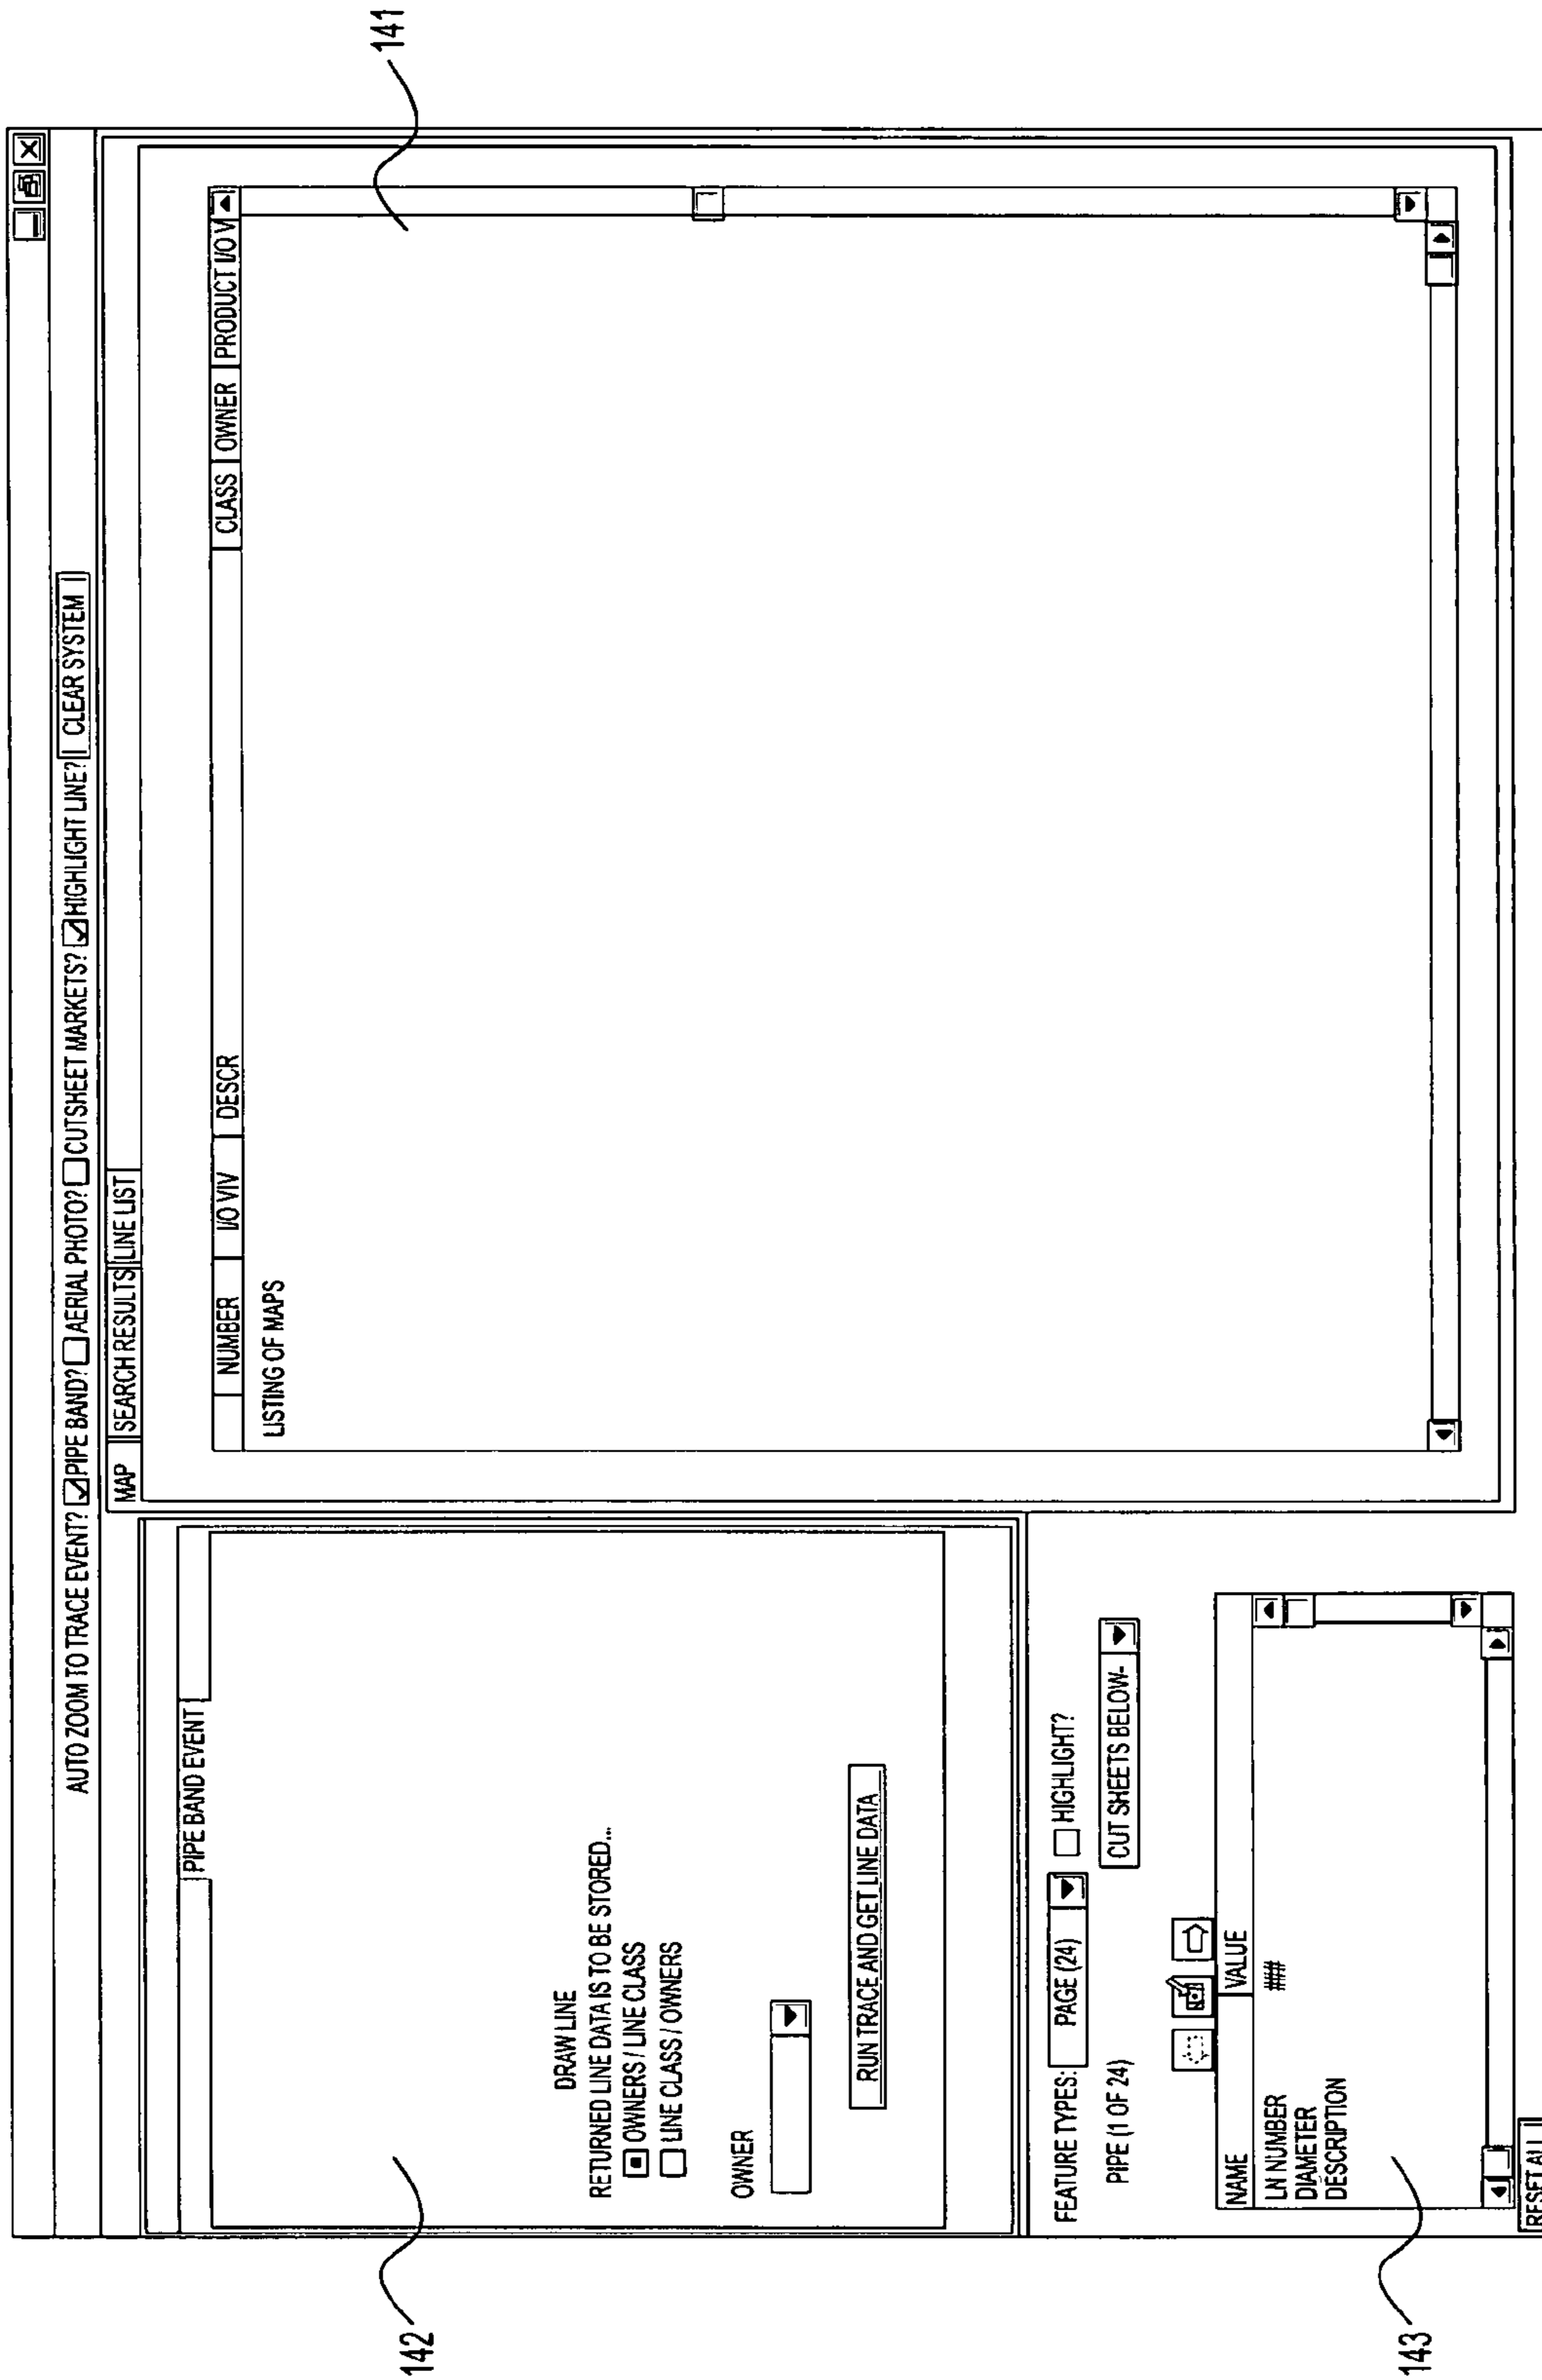 AUTO ZOOM TO TRACE EVENT? PIPE BAND? AERIAL PHOTO? CUTSHEET MARKETS? HIGHLIGHT LINE? CLEAR SYSTEM
PIPE BAND EVENT
DRAW LINE
RETURNED LINE DATA IS TO BE STORED...
OWNERS / LINE CLASS
LINE CLASS / OWNERS
OWNER
RUN TRACE AND GET LINE DATA
142
FEATURE TYPES: PAGE (24) HIGHLIGHT?
PIPE (1 OF 24) CUT SHEETS BELOW-
NAME VALUE
LN NUMBER ##
DIAMETER
DESCRIPTION
143
RESET ALL
MAP SEARCH RESULTS LINE LIST
NUMBER I/O VIV DESCR CLASS OWNER PRODUCT I/O V
LISTING OF MAPS
141